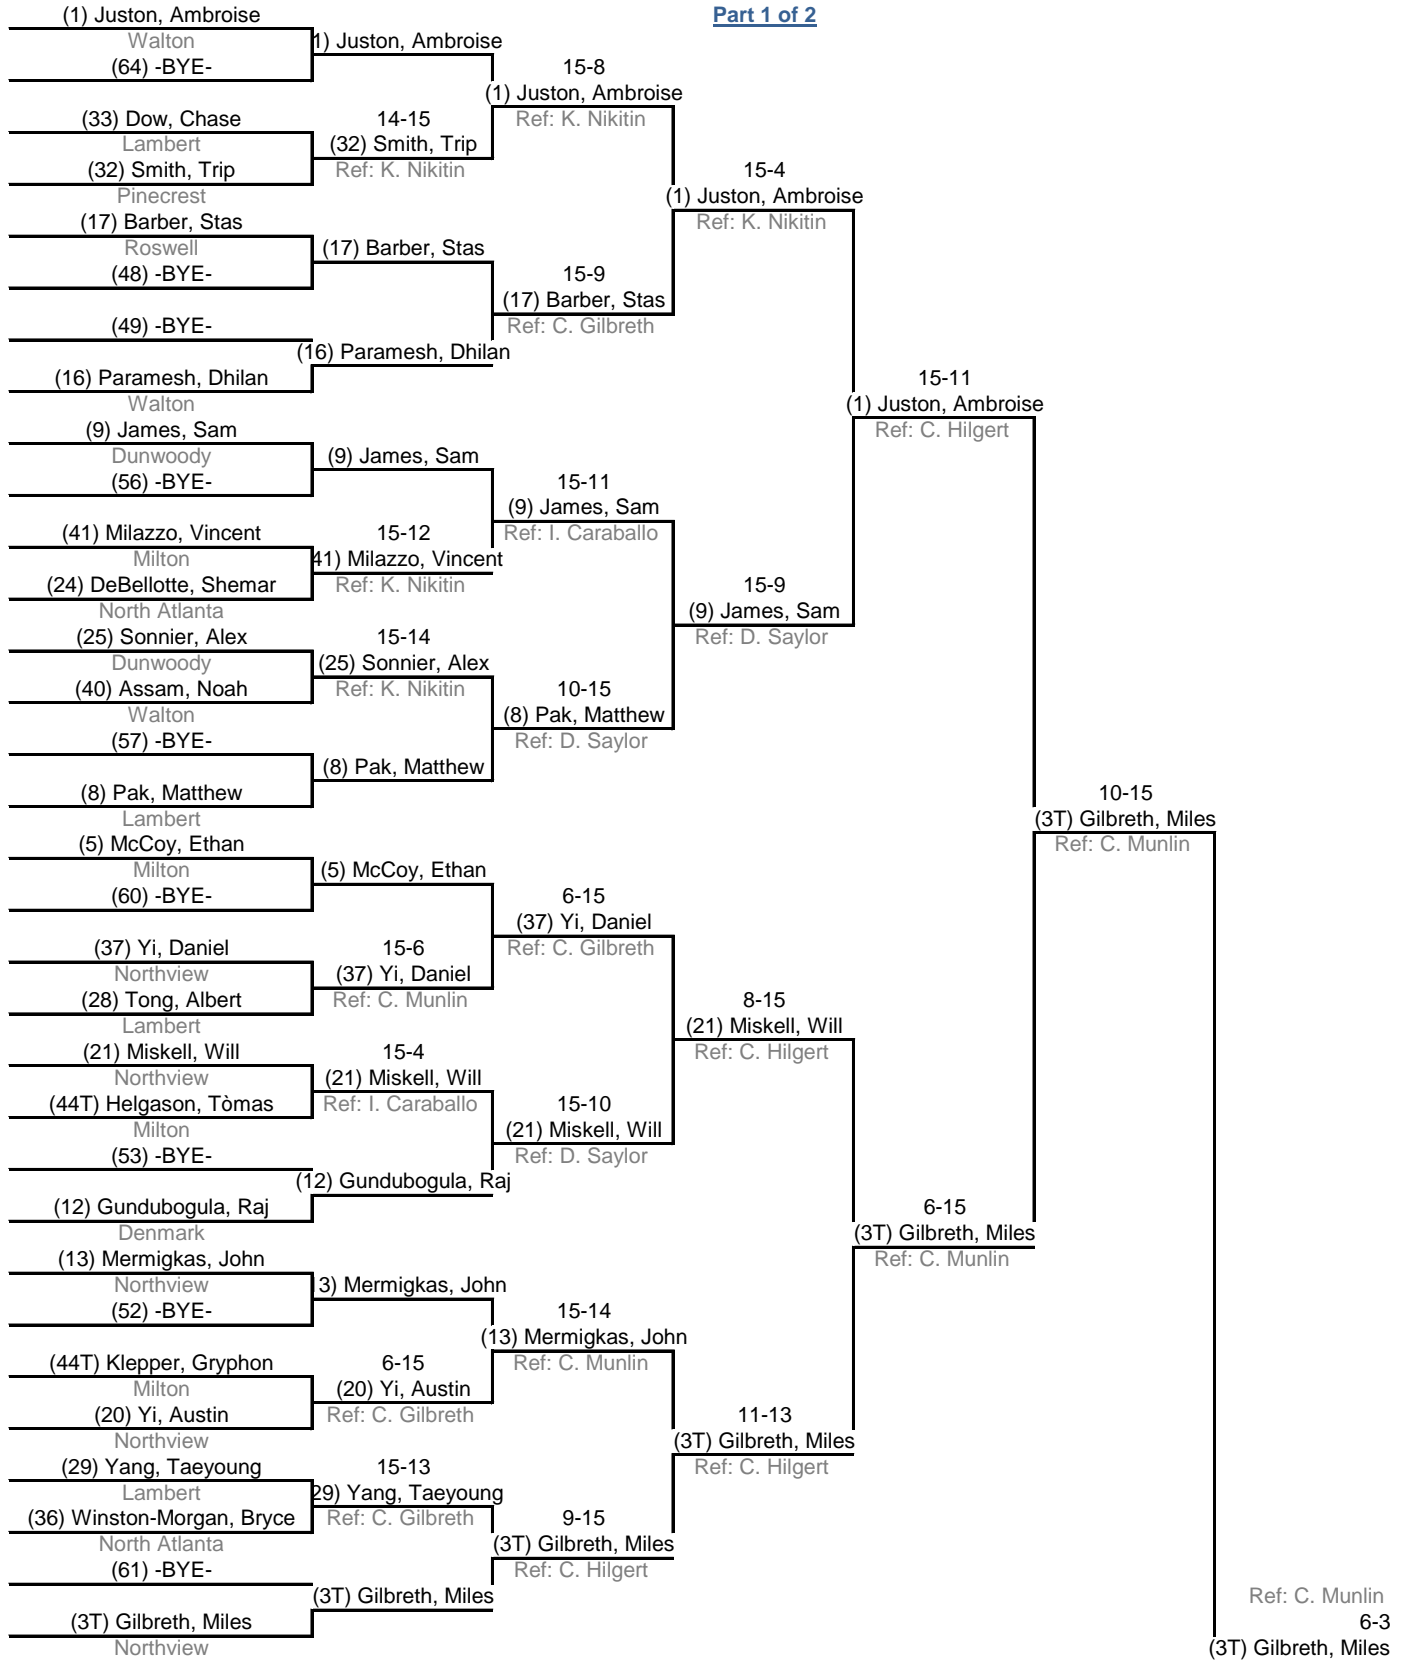 Part 1 of 2
(1) Juston, Ambroise
Walton
(64) -BYE-
(33) Dow, Chase
Lambert
(32) Smith, Trip
Pinecrest
(17) Barber, Stas
Roswell
(48) -BYE-
(49) -BYE-
(16) Paramesh, Dhilan
Walton
(9) James, Sam
Dunwoody
(56) -BYE-
(41) Milazzo, Vincent
Milton
(24) DeBellotte, Shemar
North Atlanta
(25) Sonnier, Alex
Dunwoody
(40) Assam, Noah
Walton
(57) -BYE-
(8) Pak, Matthew
Lambert
(5) McCoy, Ethan
Milton
(60) -BYE-
(37) Yi, Daniel
Northview
(28) Tong, Albert
Lambert
(21) Miskell, Will
Northview
(44T) Helgason, Tòmas
Milton
(53) -BYE-
(12) Gundubogula, Raj
Denmark
(13) Mermigkas, John
Northview
(52) -BYE-
(44T) Klepper, Gryphon
Milton
(20) Yi, Austin
Northview
(29) Yang, Taeyoung
Lambert
(36) Winston-Morgan, Bryce
North Atlanta
(61) -BYE-
(3T) Gilbreth, Miles
Northview
1) Juston, Ambroise
14-15
(32) Smith, Trip
Ref: K. Nikitin
(17) Barber, Stas
(16) Paramesh, Dhilan
(9) James, Sam
15-12
41) Milazzo, Vincent
Ref: K. Nikitin
15-14
(25) Sonnier, Alex
Ref: K. Nikitin
(8) Pak, Matthew
(5) McCoy, Ethan
15-6
(37) Yi, Daniel
Ref: C. Munlin
15-4
(21) Miskell, Will
Ref: I. Caraballo
(12) Gundubogula, Raj
3) Mermigkas, John
6-15
(20) Yi, Austin
Ref: C. Gilbreth
15-13
29) Yang, Taeyoung
Ref: C. Gilbreth
(3T) Gilbreth, Miles
15-8
(1) Juston, Ambroise
Ref: K. Nikitin
15-9
(17) Barber, Stas
Ref: C. Gilbreth
15-11
(9) James, Sam
Ref: I. Caraballo
10-15
(8) Pak, Matthew
Ref: D. Saylor
6-15
(37) Yi, Daniel
Ref: C. Gilbreth
15-10
(21) Miskell, Will
Ref: D. Saylor
15-14
(13) Mermigkas, John
Ref: C. Munlin
9-15
(3T) Gilbreth, Miles
Ref: C. Hilgert
15-4
(1) Juston, Ambroise
Ref: K. Nikitin
15-9
(9) James, Sam
Ref: D. Saylor
8-15
(21) Miskell, Will
Ref: C. Hilgert
11-13
(3T) Gilbreth, Miles
Ref: C. Hilgert
15-11
(1) Juston, Ambroise
Ref: C. Hilgert
6-15
(3T) Gilbreth, Miles
Ref: C. Munlin
10-15
(3T) Gilbreth, Miles
Ref: C. Munlin
Ref: C. Munlin
6-3
(3T) Gilbreth, Miles